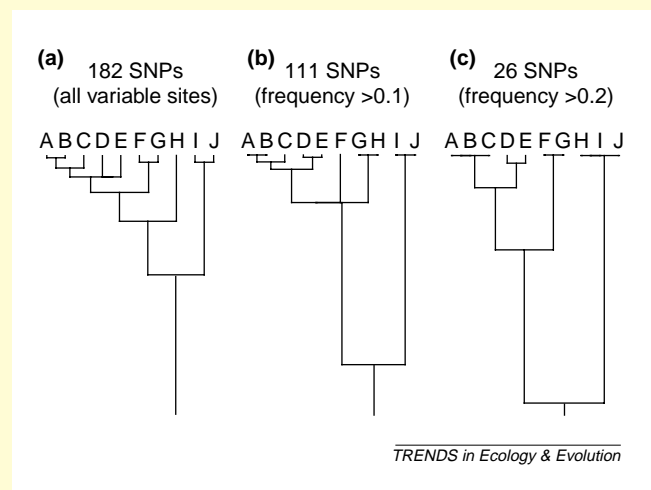 (a) 182 SNPs
(all variable sites)
A B C D E F G H I J
(b) 111 SNPs
(frequency >0.1)
A B C D E F G H I J
(c) 26 SNPs
(frequency >0.2)
A B C D E F G H I J
TRENDS in Ecology & Evolution